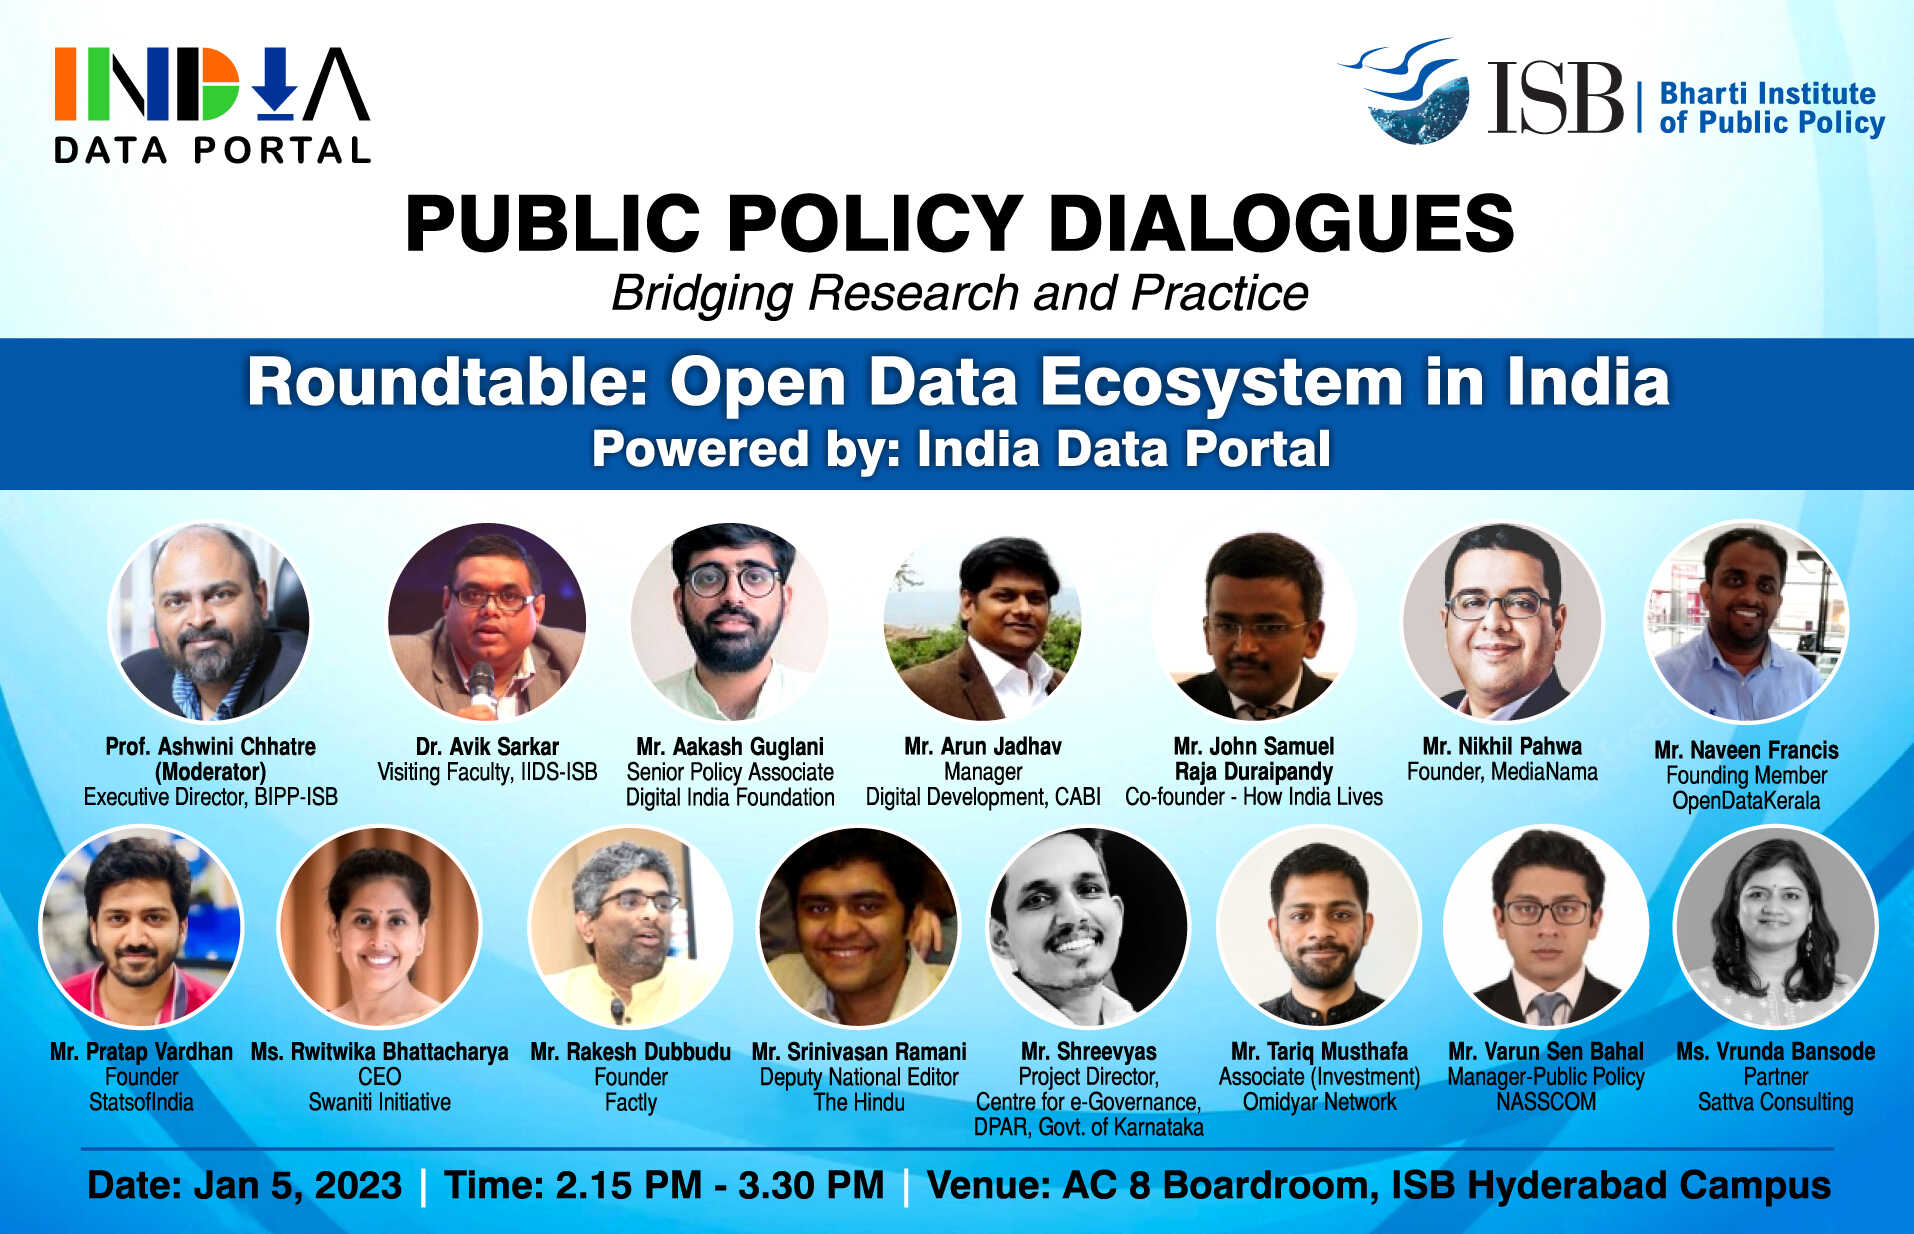 INDIA
DATA PORTAL
ISB
Bharti Institute
of Public Policy
PUBLIC POLICY DIALOGUES
Bridging Research and Practice
Roundtable: Open Data Ecosystem in India
Powered by: India Data Portal
Prof. Ashwini Chhatre
(Moderator)
Executive Director, BIPP-ISB
Dr. Avik Sarkar
Visiting Faculty, IIDS-ISB
Mr. Aakash Guglani
Senior Policy Associate
Digital India Foundation
Mr. Arun Jadhav
Manager
Digital Development, CABI
Mr. John Samuel
Raja Duraipandy
Co-founder - How India Lives
Mr. Nikhil Pahwa
Founder, MediaNama
Mr. Naveen Francis
Founding Member
OpenDataKerala
Mr. Pratap Vardhan
Founder
StatsofIndia
Ms. Rwitwika Bhattacharya
CEO
Swaniti Initiative
Mr. Rakesh Dubbudu
Founder
Factly
Mr. Srinivasan Ramani
Deputy National Editor
The Hindu
Mr. Shreevyas
Project Director,
Centre for e-Governance,
DPAR, Govt. of Karnataka
Mr. Tariq Musthafa
Associate (Investment)
Omidyar Network
Mr. Varun Sen Bahal
Manager-Public Policy
NASSCOM
Ms. Vrunda Bansode
Partner
Sattva Consulting
Date: Jan 5, 2023 | Time: 2.15 PM - 3.30 PM | Venue: AC 8 Boardroom, ISB Hyderabad Campus